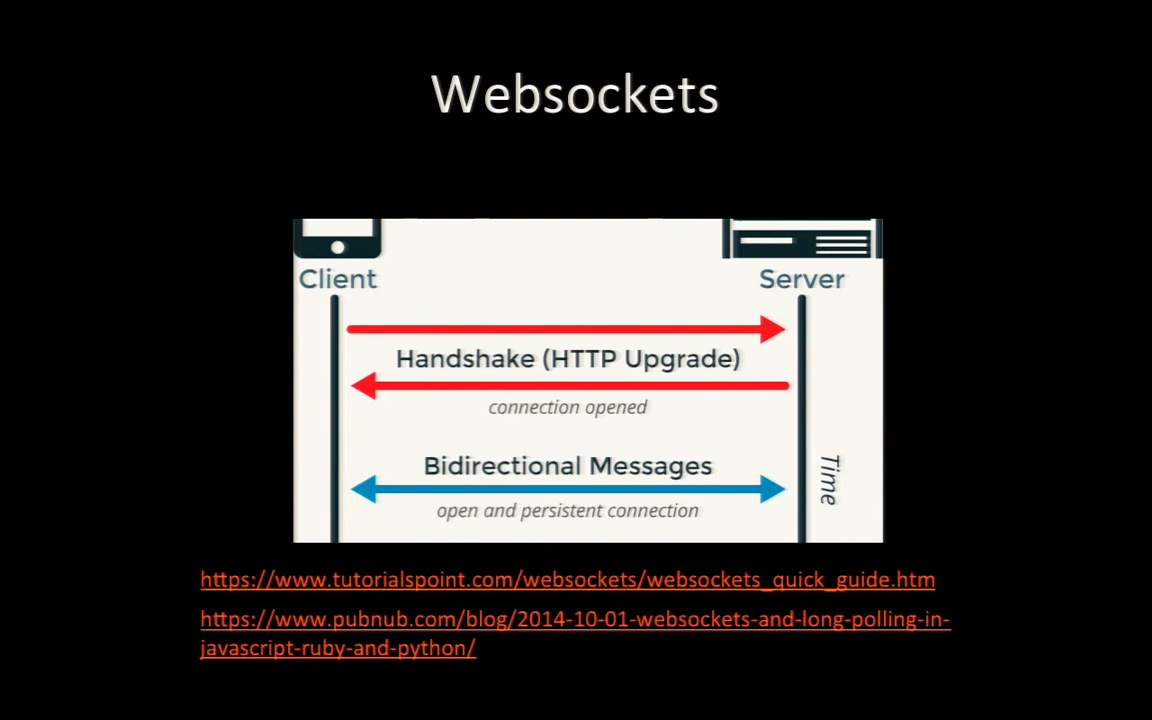 Websockets
Client
Server
Handshake (HTTP Upgrade)
connection opened
Bidirectional Messages
open and persistent connection
Time
https://www.tutorialspoint.com/websockets/websockets_quick_guide.htm
https://www.pubnub.com/blog/2014-10-01-websockets-and-long-polling-in-
javascript-ruby-and-python/